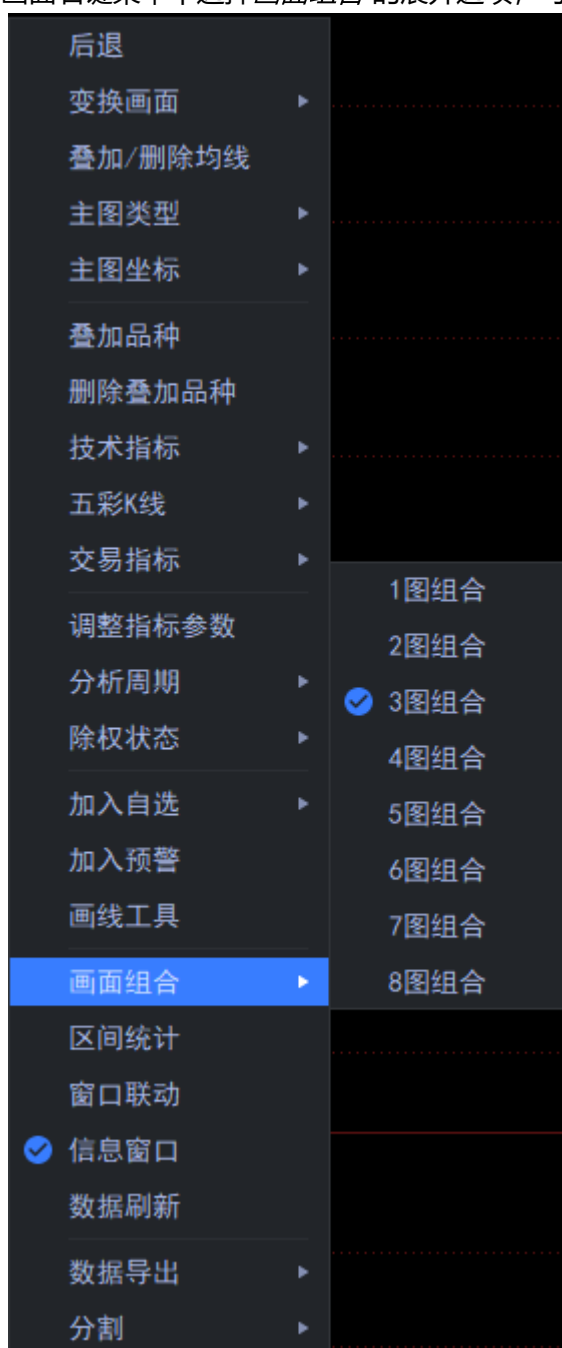 后退
变换画面
叠加/删除均线
主图类型
主图坐标
叠加品种
删除叠加品种
技术指标
五彩K线
交易指标
调整指标参数
分析周期
除权状态
加入自选
加入预警
画线工具
画面组合
区间统计
窗口联动
信息窗口
数据刷新
数据导出
分割
1图组合
2图组合
3图组合
4图组合
5图组合
6图组合
7图组合
8图组合